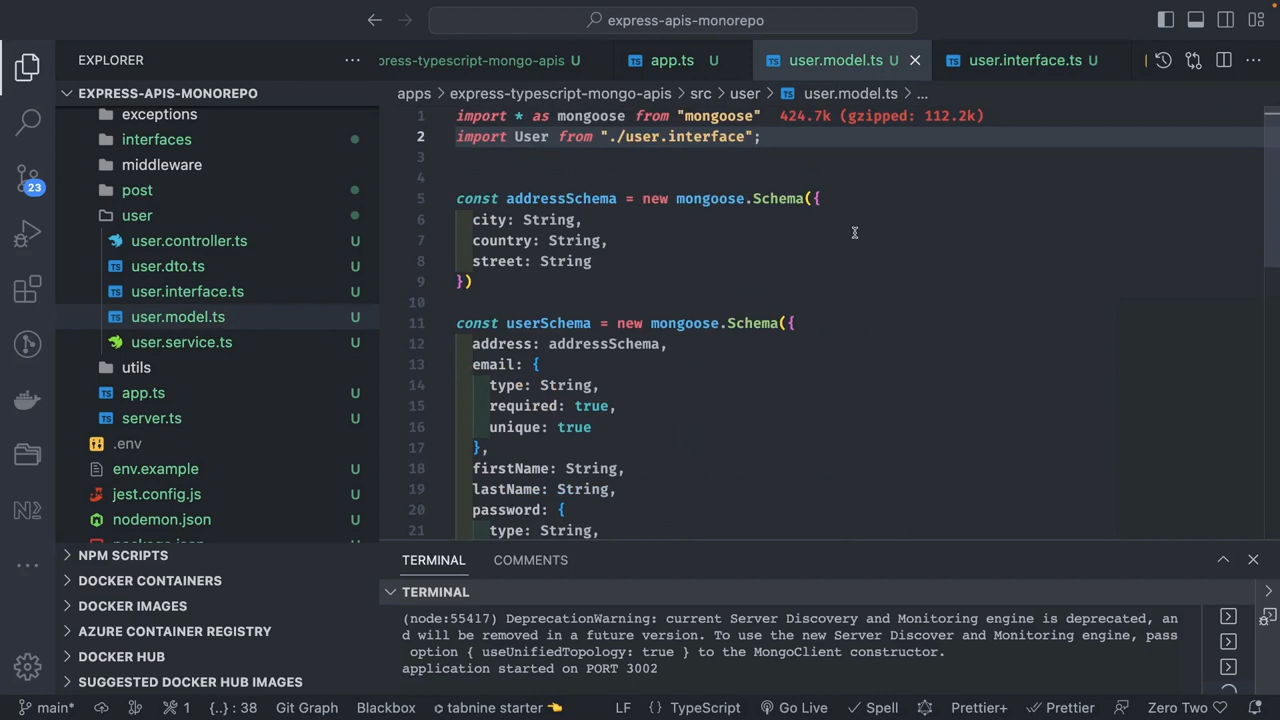 express-apis-monorepo
EXPLORER
press-typescript-mongo-apis U
app.ts U
user.model.ts U
user.interface.ts U
EXPRESS-APIS-MONOREPO
apps > express-typescript-mongo-apis > src > user > user.model.ts > ...
exceptions
interfaces
middleware
post
user
user.controller.ts U
user.dto.ts U
user.interface.ts U
user.model.ts U
user.service.ts U
utils
app.ts U
server.ts U
.env
env.example U
jest.config.js U
nodemon.json U
package.json U
23
NPM SCRIPTS
DOCKER CONTAINERS
DOCKER IMAGES
AZURE CONTAINER REGISTRY
DOCKER HUB
SUGGESTED DOCKER HUB IMAGES
1 import * as mongoose from "mongoose" 424.7k (gzipped: 112.2k)
2 import User from "./user.interface";
3
4
5 const addressSchema = new mongoose.Schema({
6 city: String,
7 country: String,
8 street: String
9 })
10
11 const userSchema = new mongoose.Schema({
12 address: addressSchema,
13 email: {
14 type: String,
15 required: true,
16 unique: true
17 },
18 firstName: String,
19 lastName: String,
20 password: {
21 type: String,
TERMINAL COMMENTS
TERMINAL
(node:55417) DeprecationWarning: current Server Discovery and Monitoring engine is deprecated, an
d will be removed in a future version. To use the new Server Discover and Monitoring engine, pass
option { useUnifiedTopology: true } to the MongoClient constructor.
application started on PORT 3002
main* 1 {..} : 38 Git Graph Blackbox tabnine starter LF TypeScript Go Live Spell Prettier+ Prettier Zero Two